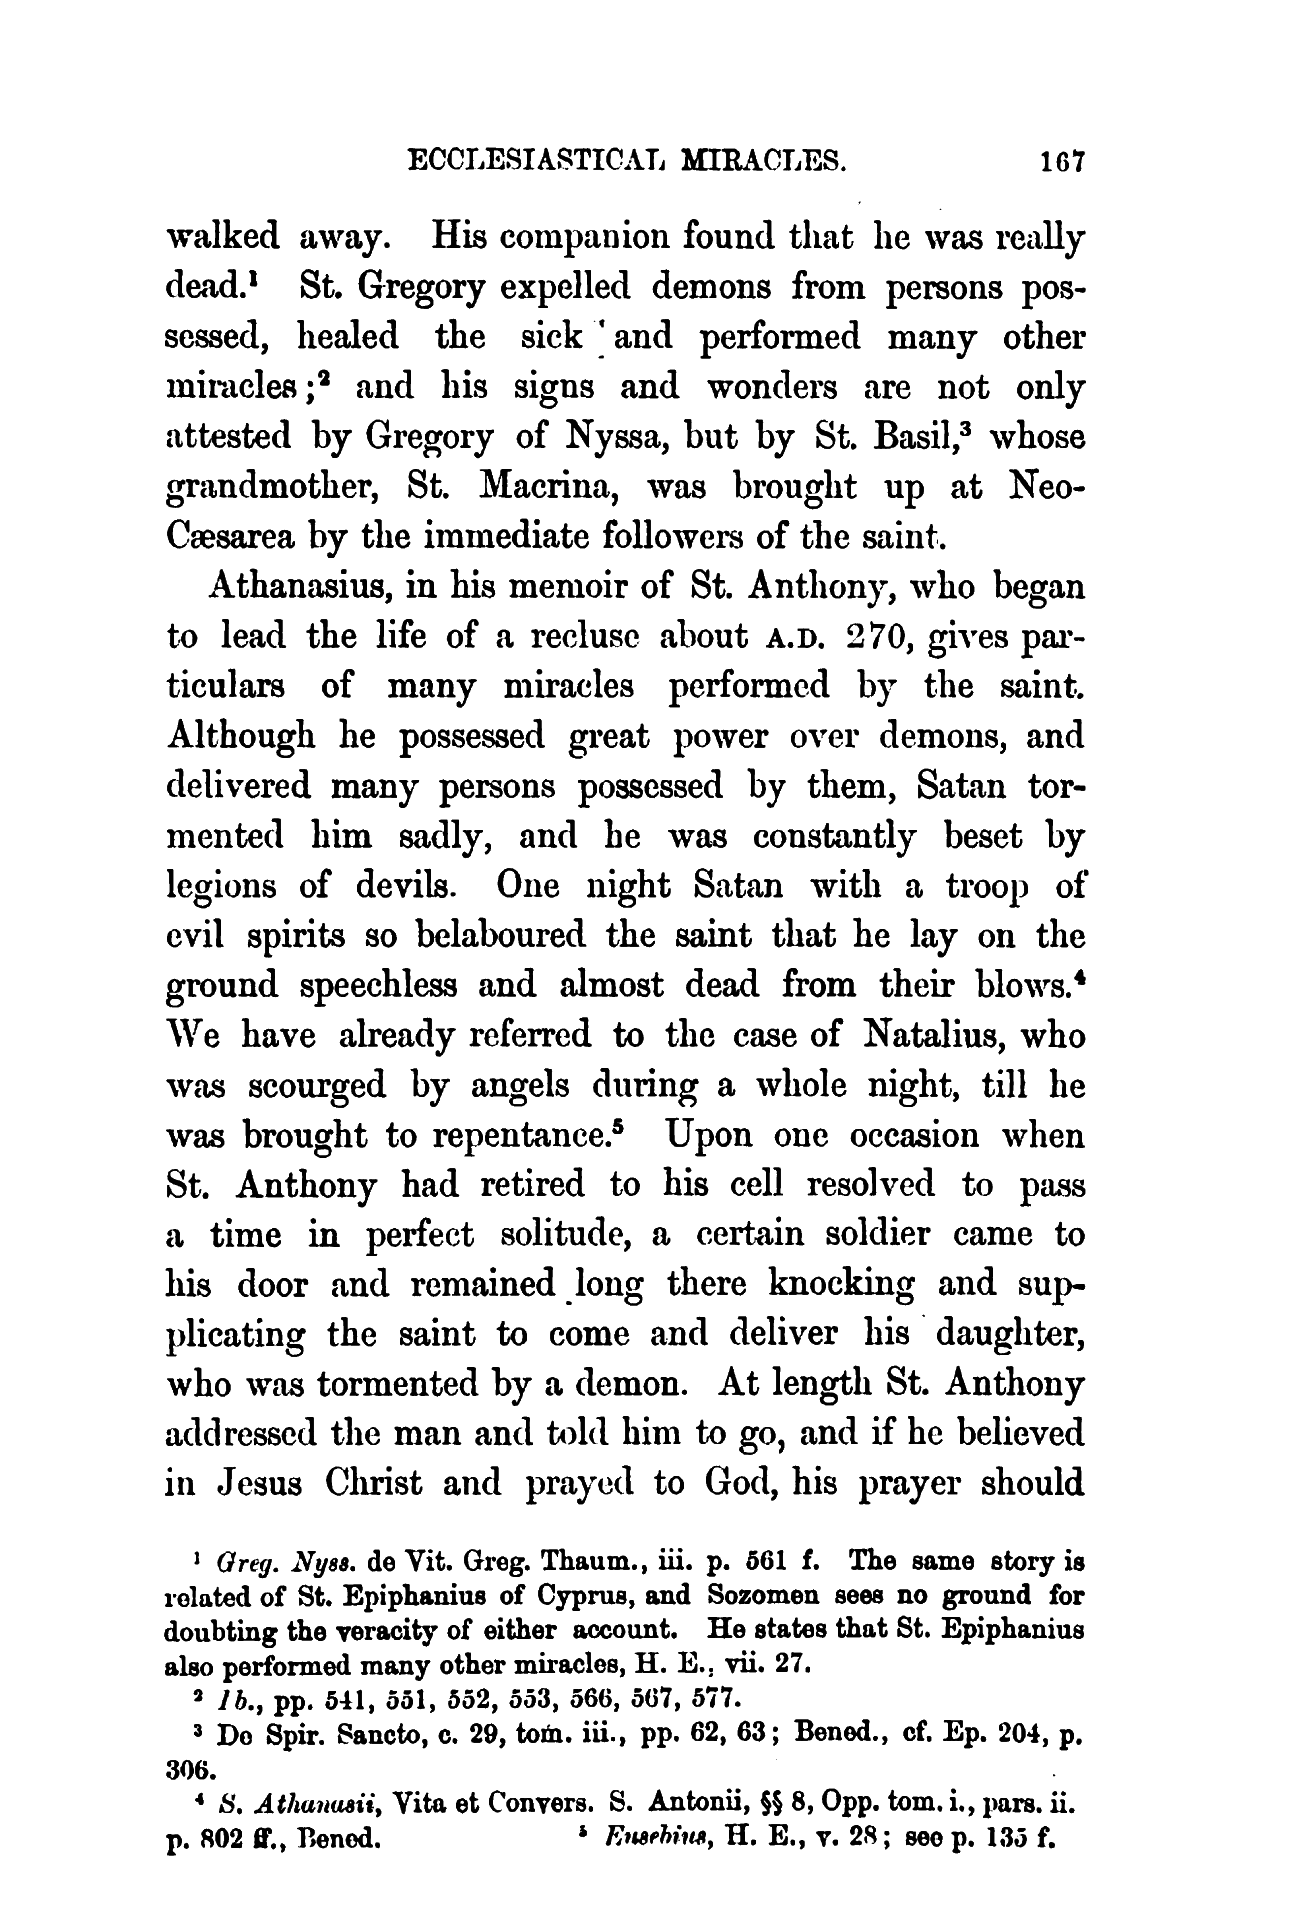 ECCLESIASTICAL MIRACLES. 167
walked away. His companion found that he was really
dead.¹ St. Gregory expelled demons from persons pos-
sessed, healed the sick and performed many other
miracles;² and his signs and wonders are not only
attested by Gregory of Nyssa, but by St. Basil,³ whose
grandmother, St. Macrina, was brought up at Neo-
Cæsarea by the immediate followers of the saint.
Athanasius, in his memoir of St. Anthony, who began
to lead the life of a recluse about A.D. 270, gives par-
ticulars of many miracles performed by the saint.
Although he possessed great power over demons, and
delivered many persons possessed by them, Satan tor-
mented him sadly, and he was constantly beset by
legions of devils. One night Satan with a troop of
evil spirits so belaboured the saint that he lay on the
ground speechless and almost dead from their blows.⁴
We have already referred to the case of Natalius, who
was scourged by angels during a whole night, till he
was brought to repentance.⁵ Upon one occasion when
St. Anthony had retired to his cell resolved to pass
a time in perfect solitude, a certain soldier came to
his door and remained long there knocking and sup-
plicating the saint to come and deliver his daughter,
who was tormented by a demon. At length St. Anthony
addressed the man and told him to go, and if he believed
in Jesus Christ and prayed to God, his prayer should
¹ Greg. Nyss. de Vit. Greg. Thaum., iii. p. 561 f. The same story is
related of St. Epiphanius of Cyprus, and Sozomen sees no ground for
doubting the veracity of either account. He states that St. Epiphanius
also performed many other miracles, H. E., vii. 27.
² Ib., pp. 541, 551, 552, 553, 566, 567, 577.
³ De Spir. Sancto, c. 29, tom. iii., pp. 62, 63; Bened., cf. Ep. 204, p.
306.
⁴ S. Athanasii, Vita et Convers. S. Antonii, §§ 8, Opp. tom. i., pars. ii.
p. 802 ff., Bened. ⁵ Eusebius, H. E., v. 28; see p. 135 f.